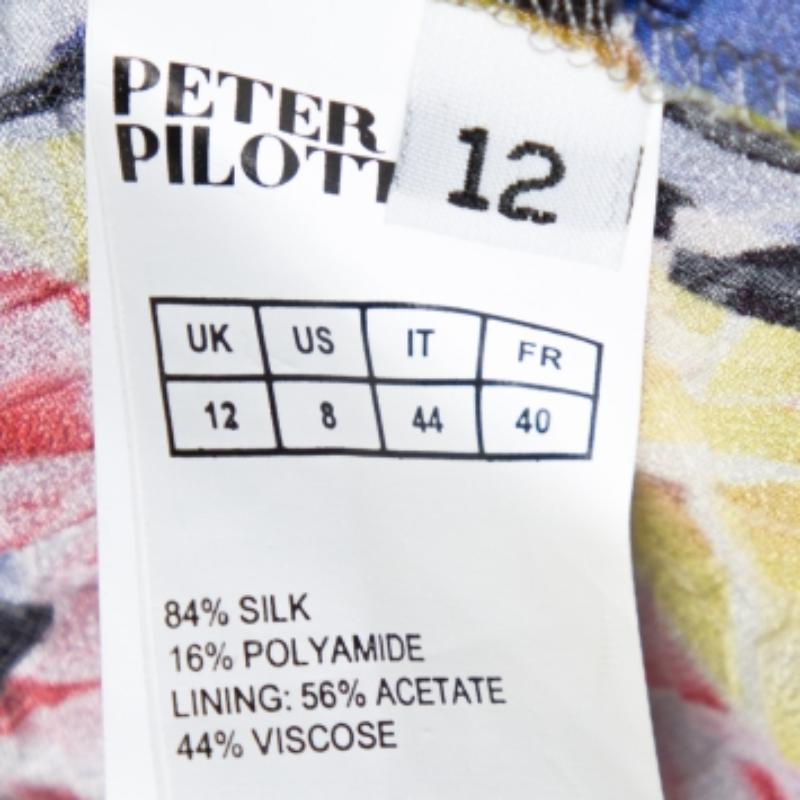 PETER
PILOTT
12
UK US IT FR
12 8 44 40
84% SILK
16% POLYAMIDE
LINING: 56% ACETATE
44% VISCOSE